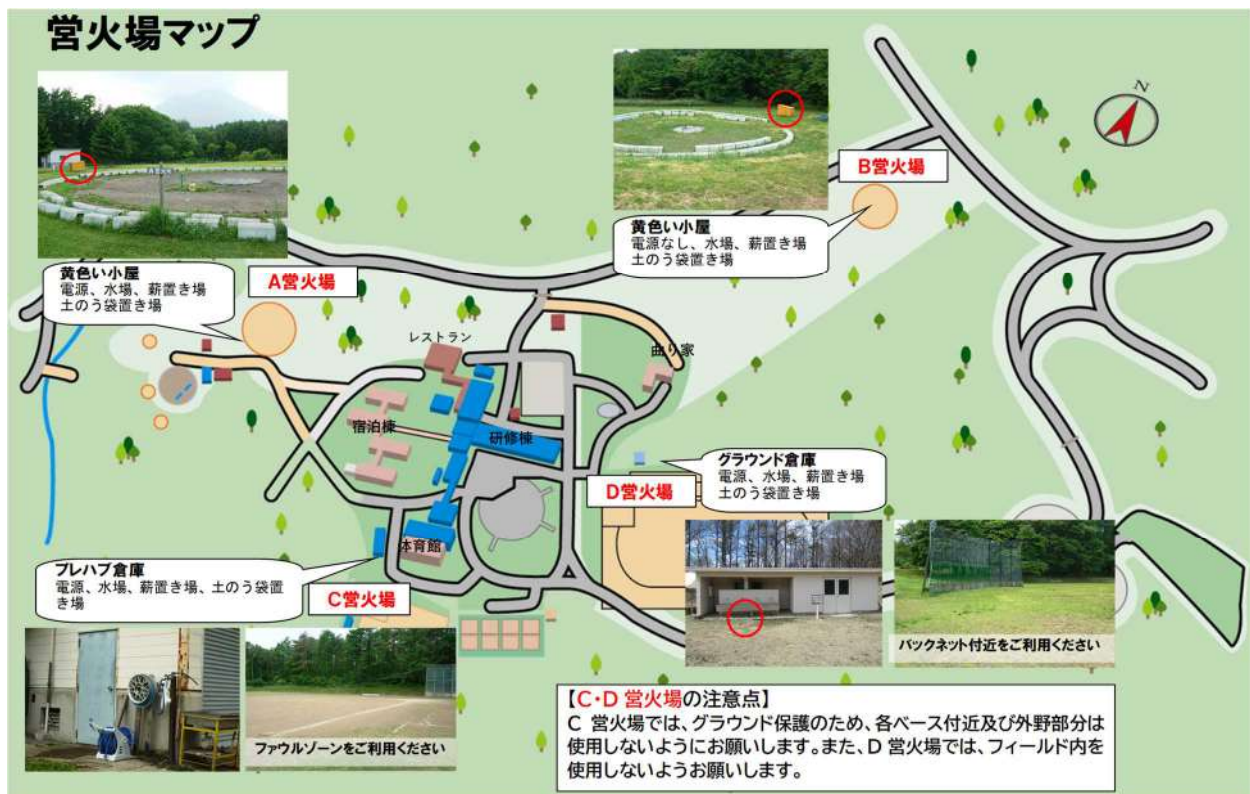 営火場マップ
N
B営火場
黄色い小屋
電源なし、水場、薪置き場
土のう袋置き場
黄色い小屋
電源、水場、薪置き場
土のう袋置き場
A営火場
レストラン
曲り家
宿泊棟
研修棟
グラウンド倉庫
電源、水場、薪置き場
土のう袋置き場
D営火場
体育館
プレハブ倉庫
電源、水場、薪置き場、土のう袋置
き場
C営火場
バックネット付近をご利用ください
ファウルゾーンをご利用ください
【C・D 営火場の注意点】
C 営火場では、グラウンド保護のため、各ベース付近及び外野部分は
使用しないようにお願いします。また、D 営火場では、フィールド内を
使用しないようお願いします。